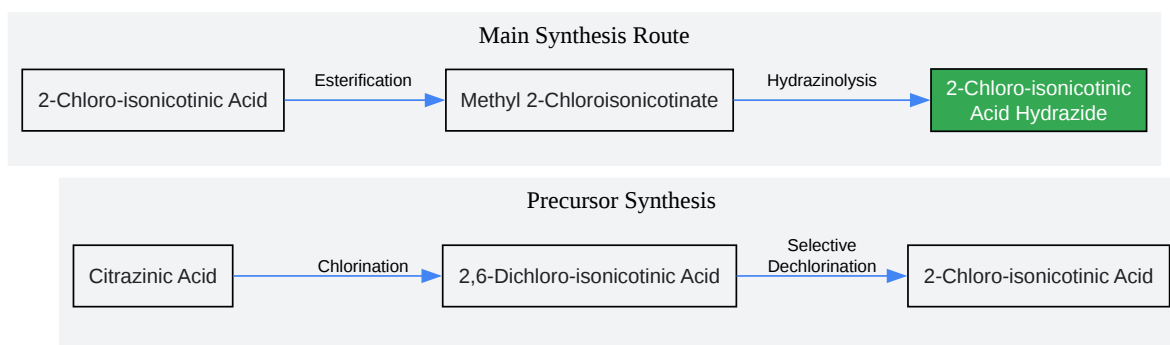 Main Synthesis Route
2-Chloro-isonicotinic Acid
Esterification
Methyl 2-Chloroisonicotinate
Hydrazinolysis
2-Chloro-isonicotinic
Acid Hydrazide
Precursor Synthesis
Citrazinic Acid
Chlorination
2,6-Dichloro-isonicotinic Acid
Selective
Dechlorination
2-Chloro-isonicotinic Acid